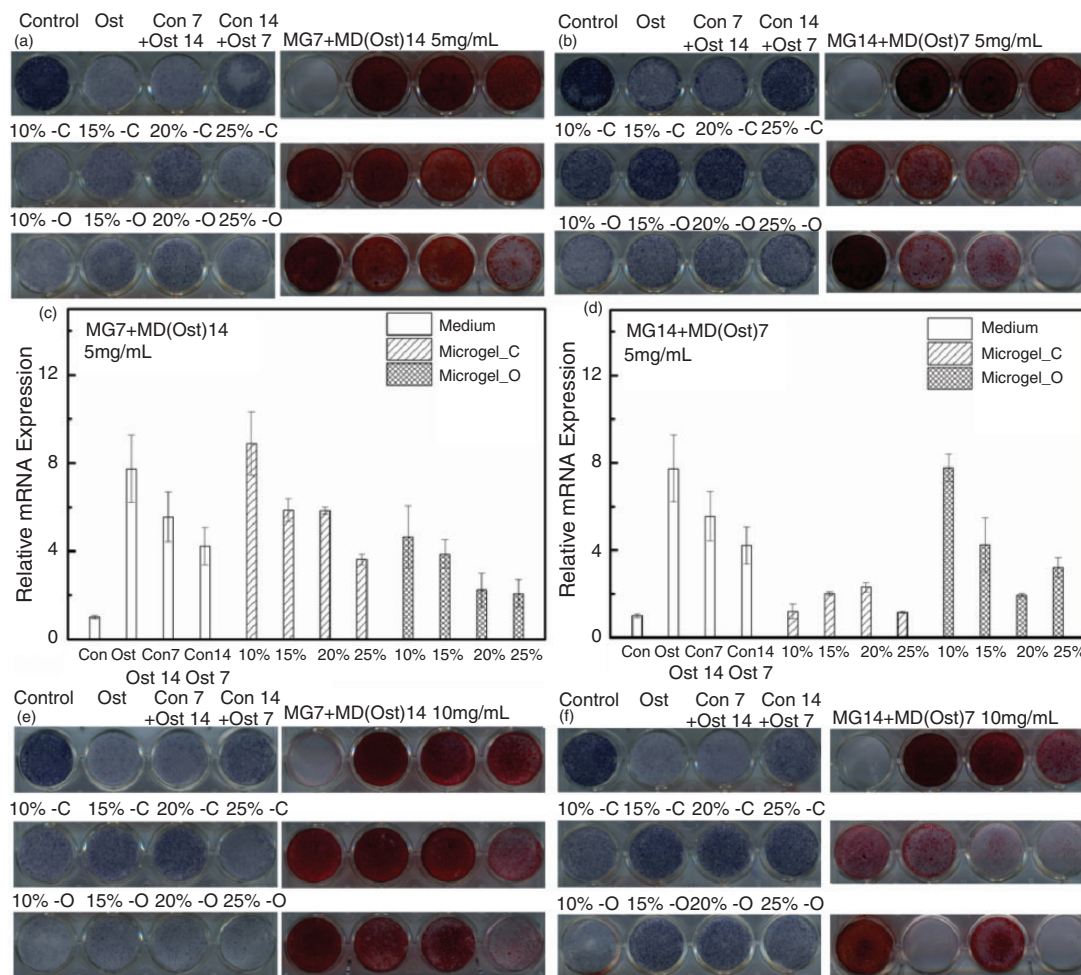 Control Ost Con 7 Con 14
(a) +Ost 14 +Ost 7 MG7+MD(Ost)14 5mg/mL
10% -C 15% -C 20% -C 25% -C
10% -O 15% -O 20% -O 25% -O
Control Ost Con 7 Con 14
(b) +Ost 14 +Ost 7 MG14+MD(Ost)7 5mg/mL
10% -C 15% -C 20% -C 25% -C
10% -O 15% -O 20% -O 25% -O
(c) MG7+MD(Ost)14
5mg/mL
Medium
Microgel_C
Microgel_O
Relative mRNA Expression
12
8
4
0
Con Ost Con7 Con14 10% 15% 20% 25% 10% 15% 20% 25%
Ost 14 Ost 7
(d) MG14+MD(Ost)7
5mg/mL
Medium
Microgel_C
Microgel_O
Relative mRNA Expression
12
8
4
0
Con Ost Con7 Con14 10% 15% 20% 25% 10% 15% 20% 25%
Ost 14 Ost 7
Control Ost Con 7 Con 14
(e) +Ost 14 +Ost 7 MG7+MD(Ost)14 10mg/mL
10% -C 15% -C 20% -C 25% -C
10% -O 15% -O 20% -O 25% -O
Control Ost Con 7 Con 14
(f) +Ost 14 +Ost 7 MG14+MD(Ost)7 10mg/mL
10% -C 15% -C 20% -C 25% -C
10% -O 15% -O 20% -O 25% -O